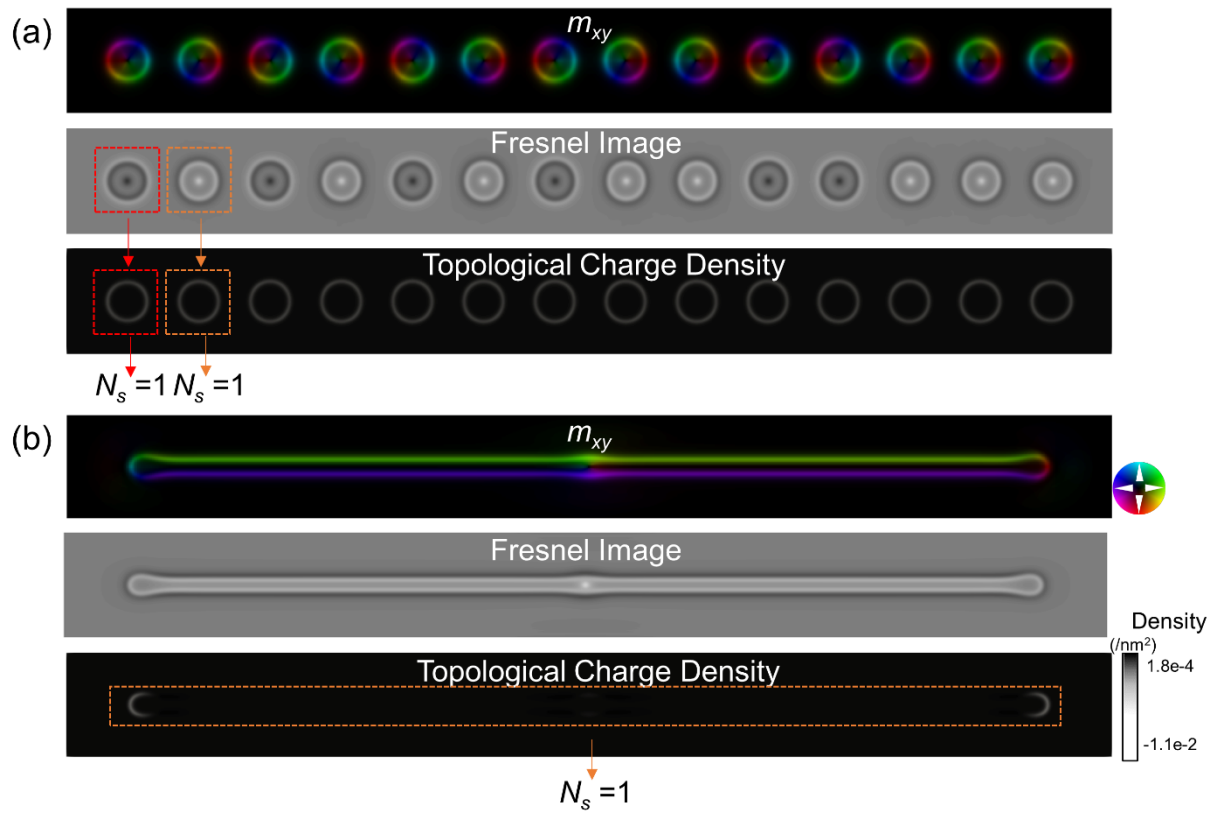 (a)
m_xy
Fresnel Image
Topological Charge Density
N_s =1 N_s =1
(b)
m_xy
Fresnel Image
Density
(/nm²)
1.8e-4
-1.1e-2
Topological Charge Density
N_s =1